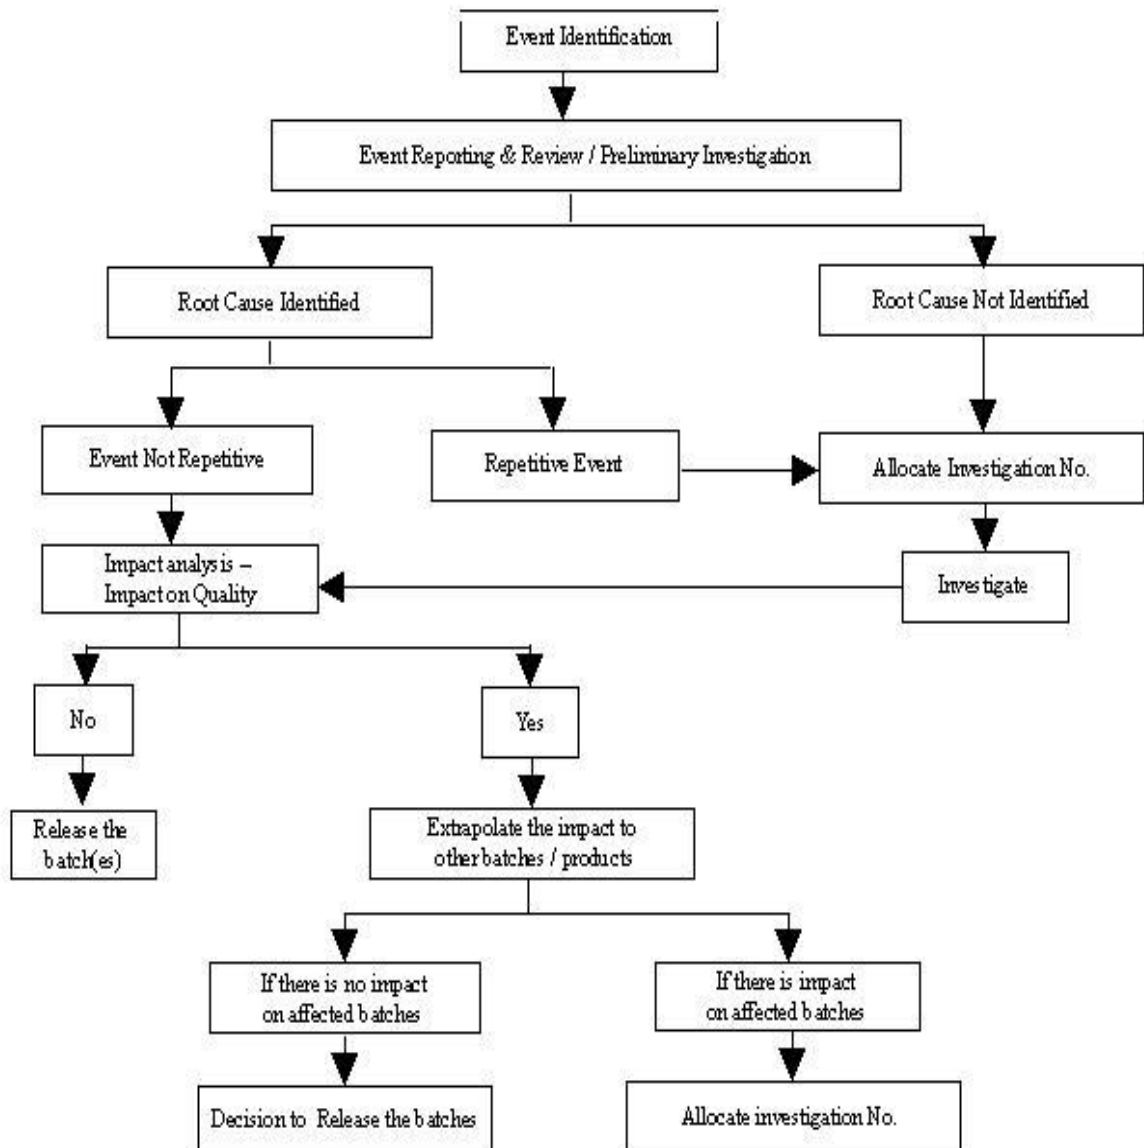 Event Identification
Event Reporting & Review / Preliminary Investigation
Root Cause Identified
Root Cause Not Identified
Event Not Repetitive
Repetitive Event
Allocate Investigation No.
Impact analysis –
Impact on Quality
Investigate
No
Yes
Release the
batch(es)
Extrapolate the impact to
other batches / products
If there is no impact
on affected batches
If there is impact
on affected batches
Decision to Release the batches
Allocate investigation No.